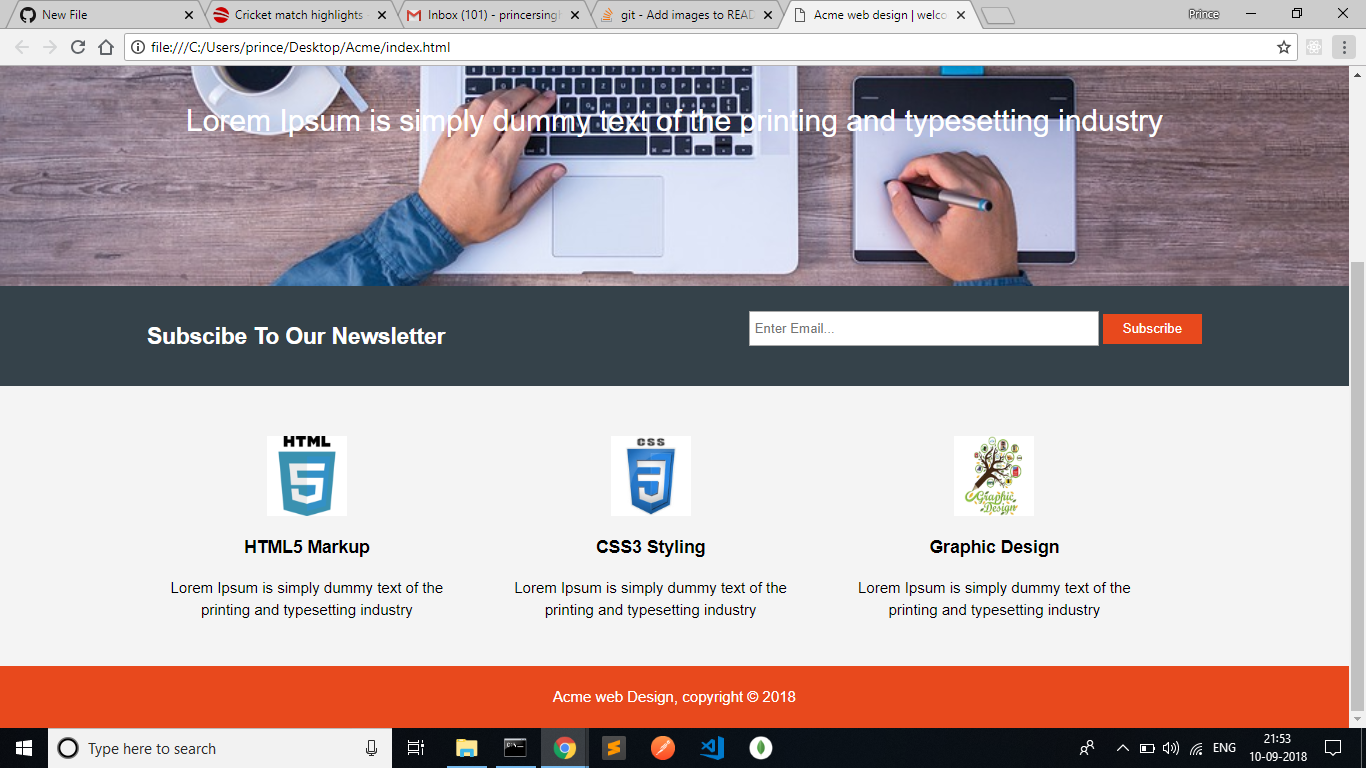 New File
Cricket match highlights -
Inbox (101) - princersingh
git - Add images to READ
Acme web design | welco
Prince
file:///C:/Users/prince/Desktop/Acme/index.html
Lorem Ipsum is simply dummy text of the printing and typesetting industry
Subscibe To Our Newsletter
Enter Email...
Subscribe
HTML
5
CSS
3
Graphic
Design
HTML5 Markup
CSS3 Styling
Graphic Design
Lorem Ipsum is simply dummy text of the
printing and typesetting industry
Lorem Ipsum is simply dummy text of the
printing and typesetting industry
Lorem Ipsum is simply dummy text of the
printing and typesetting industry
Acme web Design, copyright © 2018
Type here to search
ENG
21:53
10-09-2018